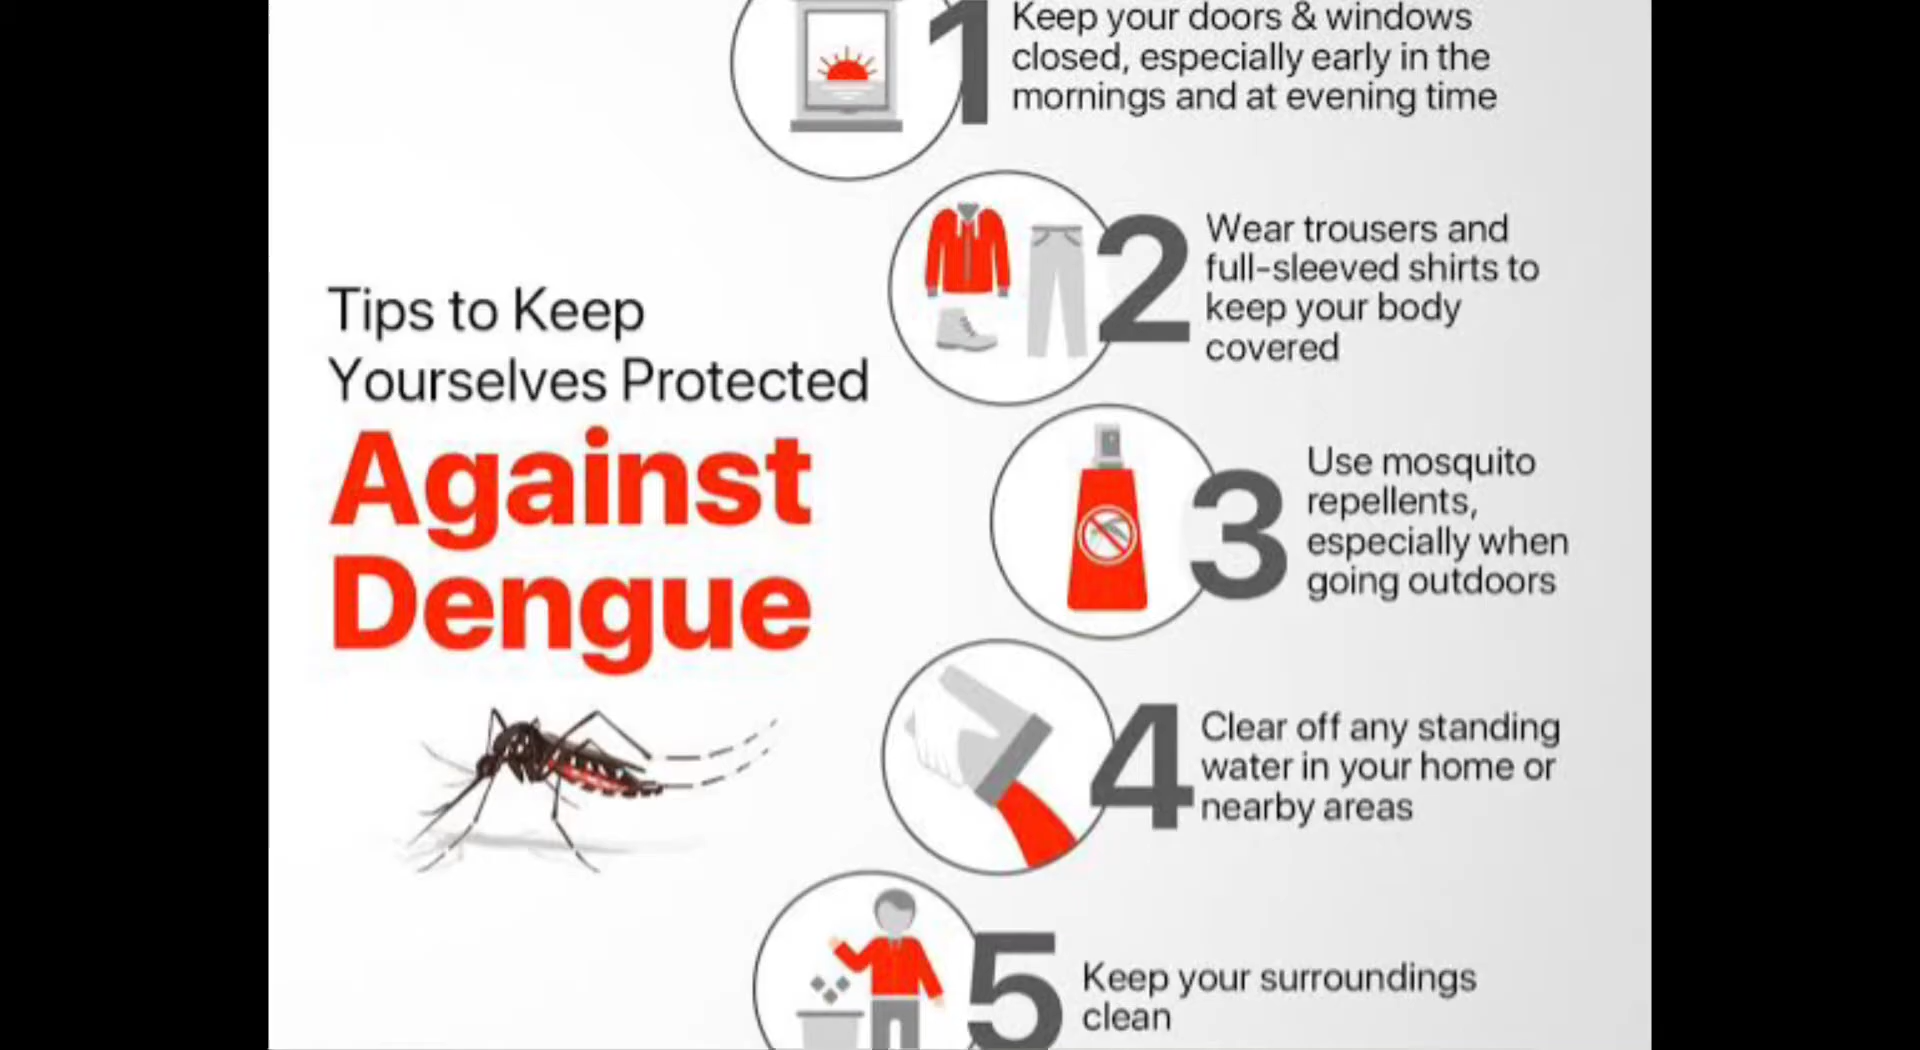 Tips to Keep
Yourselves Protected
Against
Dengue
1
Keep your doors & windows
closed, especially early in the
mornings and at evening time
2
Wear trousers and
full-sleeved shirts to
keep your body
covered
3
Use mosquito
repellents,
especially when
going outdoors
4
Clear off any standing
water in your home or
nearby areas
5
Keep your surroundings
clean